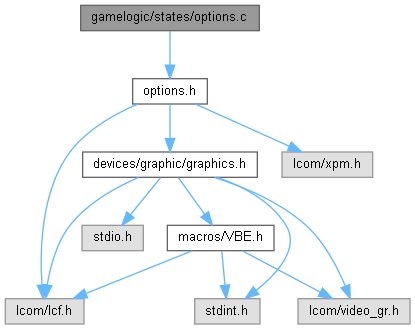 gamelogic/states/options.c
options.h
devices/graphic/graphics.h
lcom/xpm.h
stdio.h
macros/VBE.h
lcom/lcf.h
stdint.h
lcom/video_gr.h